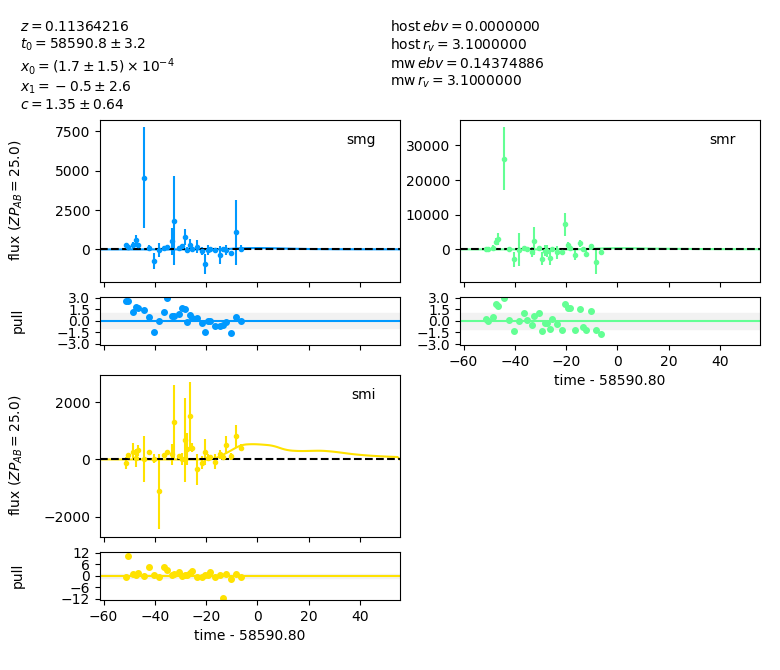 z = 0.11364216
t₀ = 58590.8 ± 3.2
x₀ = (1.7 ± 1.5) × 10⁻⁴
x₁ = −0.5 ± 2.6
c = 1.35 ± 0.64
host ebv = 0.0000000
host r_v = 3.1000000
mw ebv = 0.14374886
mw r_v = 3.1000000
smg
7500
5000
2500
0
flux (ZP_AB = 25.0)
3.0
1.5
0.0
−1.5
−3.0
pull
smr
30000
20000
10000
0
3.0
1.5
0.0
−1.5
−3.0
−60 −40 −20 0 20 40
time - 58590.80
smi
2000
0
−2000
flux (ZP_AB = 25.0)
12
6
0
−6
−12
pull
−60 −40 −20 0 20 40
time - 58590.80